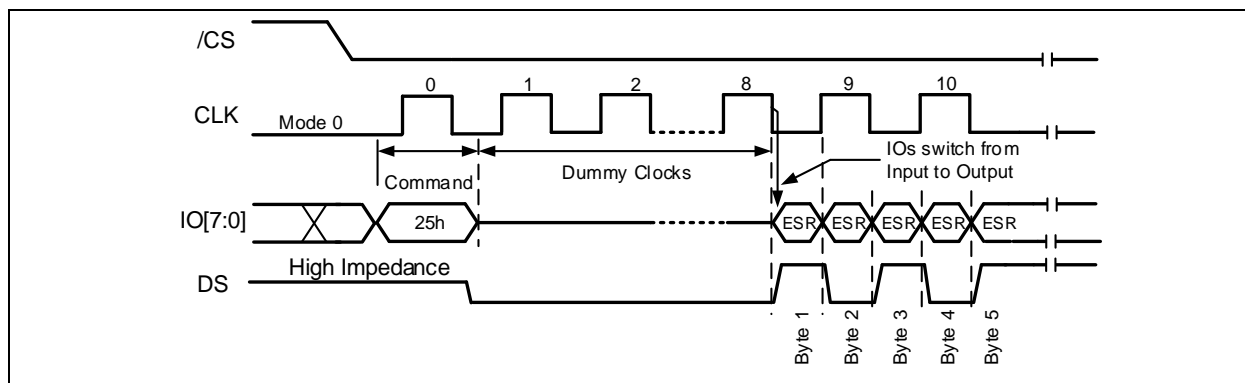 /CS
0 1 2 8 9 10
CLK
Mode 0
IOs switch from
Input to Output
Command
Dummy Clocks
IO[7:0]
25h
ESR ESR ESR ESR ESR
High Impedance
DS
Byte 1
Byte 2
Byte 3
Byte 4
Byte 5